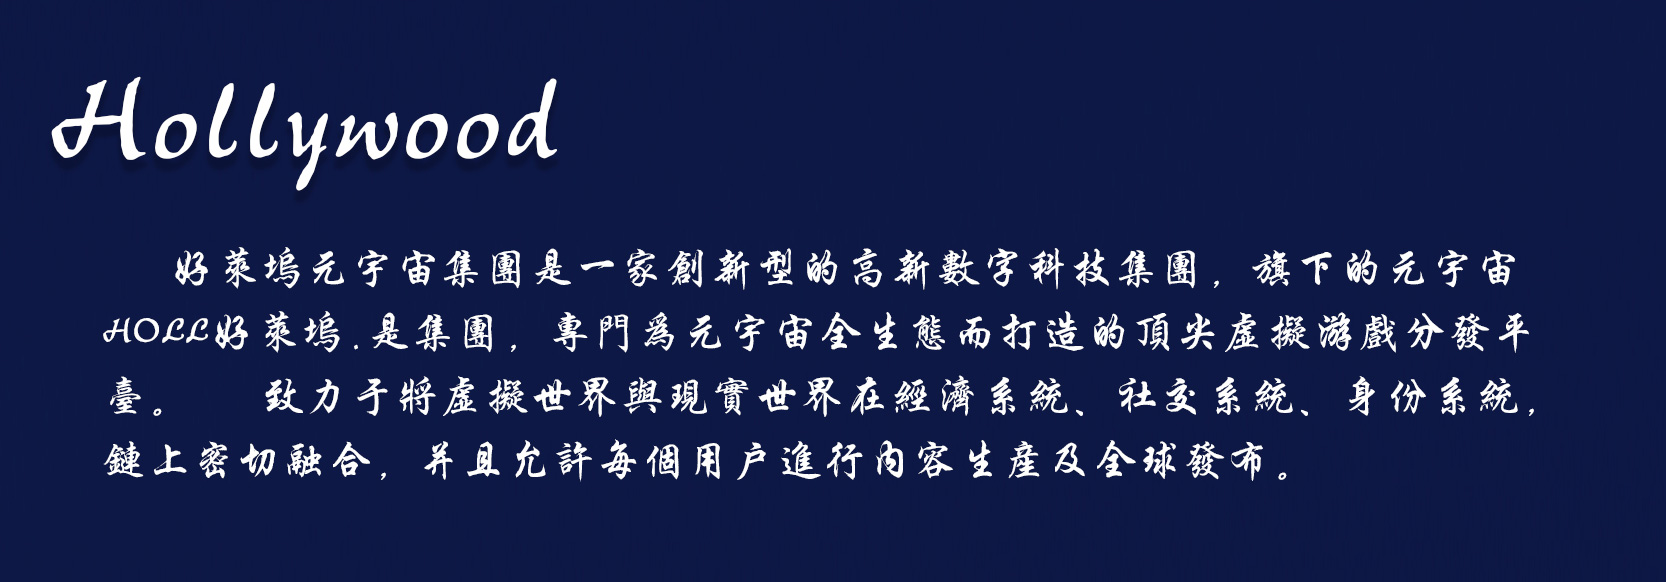 Hollywood
好萊塢元宇宙集團是一家創新型的高新數字科技集團，旗下的元宇宙
HOLL好萊塢.是集團，專門爲元宇宙全生態而打造的頂尖虛擬游戲分發平
臺。 致力于將虛擬世界與現實世界在經濟系統、社交系統、身份系統，
鏈上密切融合，并且允許每個用户進行内容生産及全球發布。